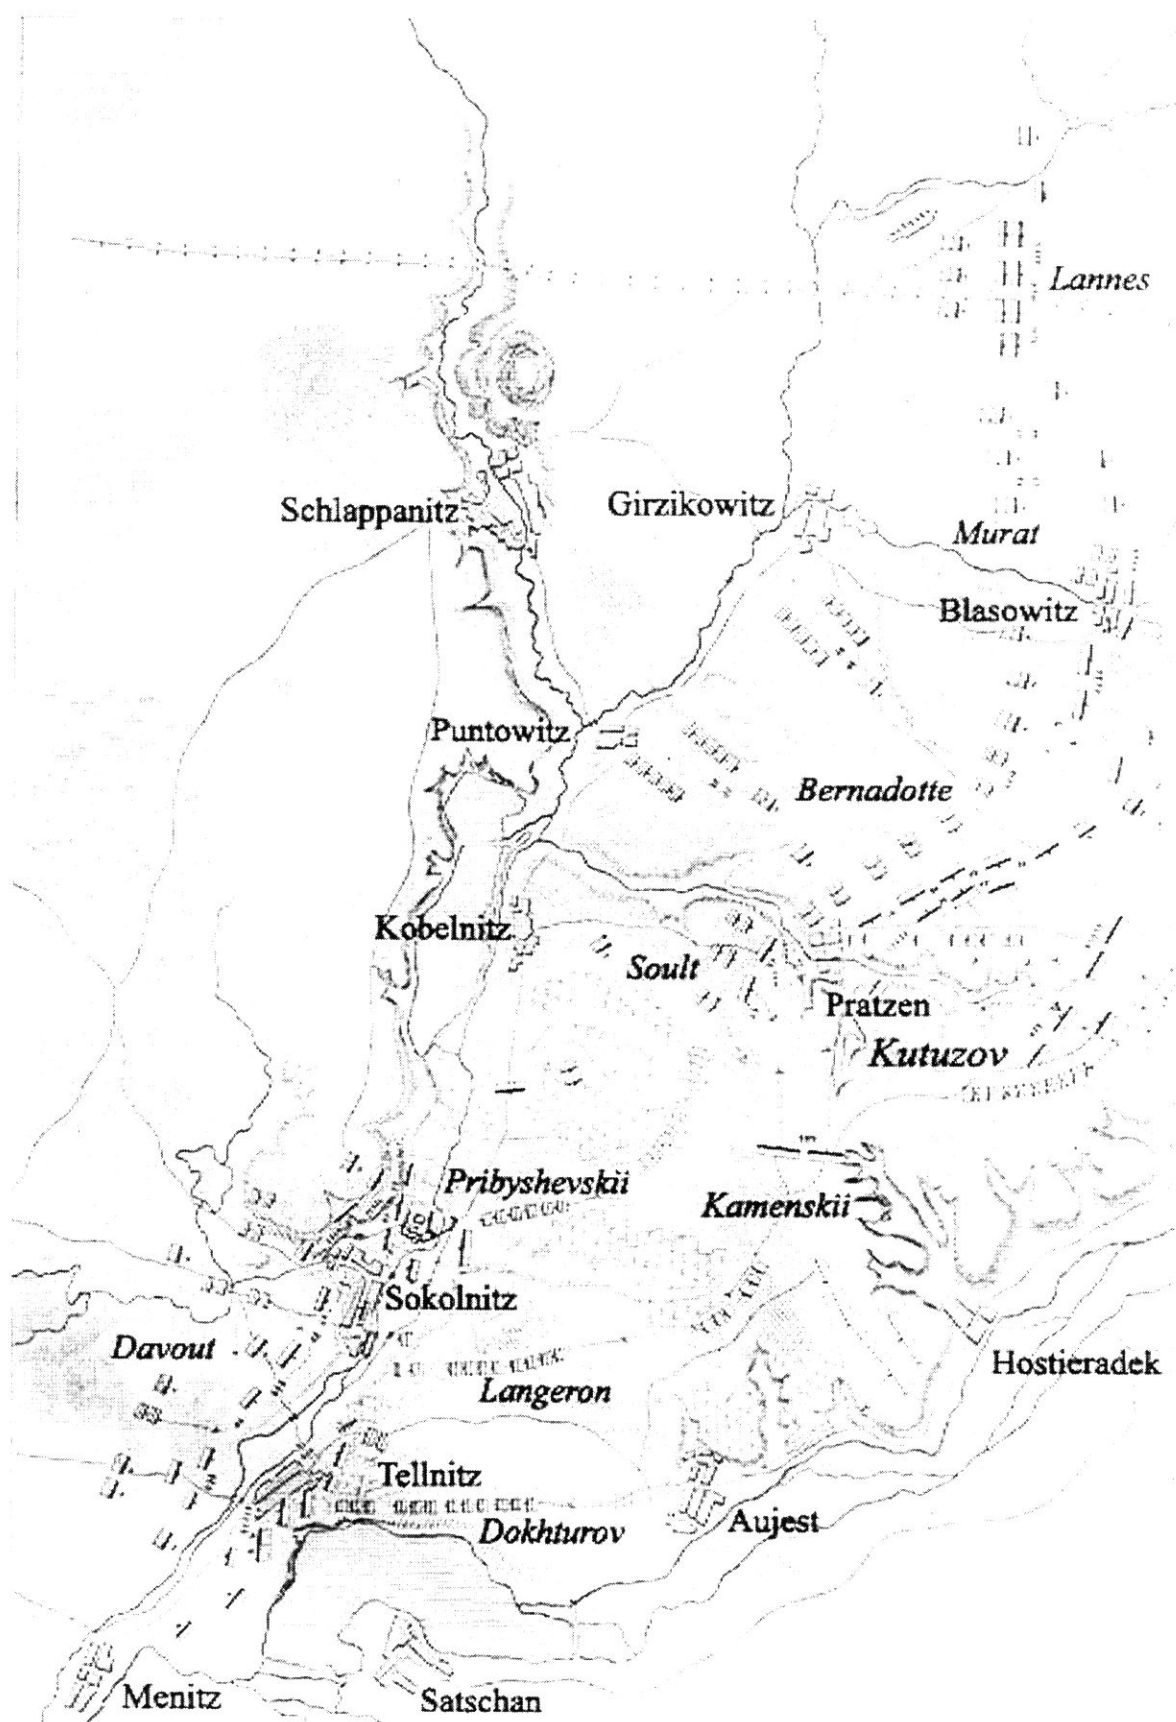 Lannes
Schlappanitz
Girzikowitz
Murat
Blasowitz
Puntowitz
Bernadotte
Kobelnitz
Soult
Pratzen
Kutuzov
Pribyshevskii
Kamenskii
Sokolnitz
Davout
Langeron
Hostieradek
Tellnitz
Dokhturov
Aujest
Menitz
Satschan